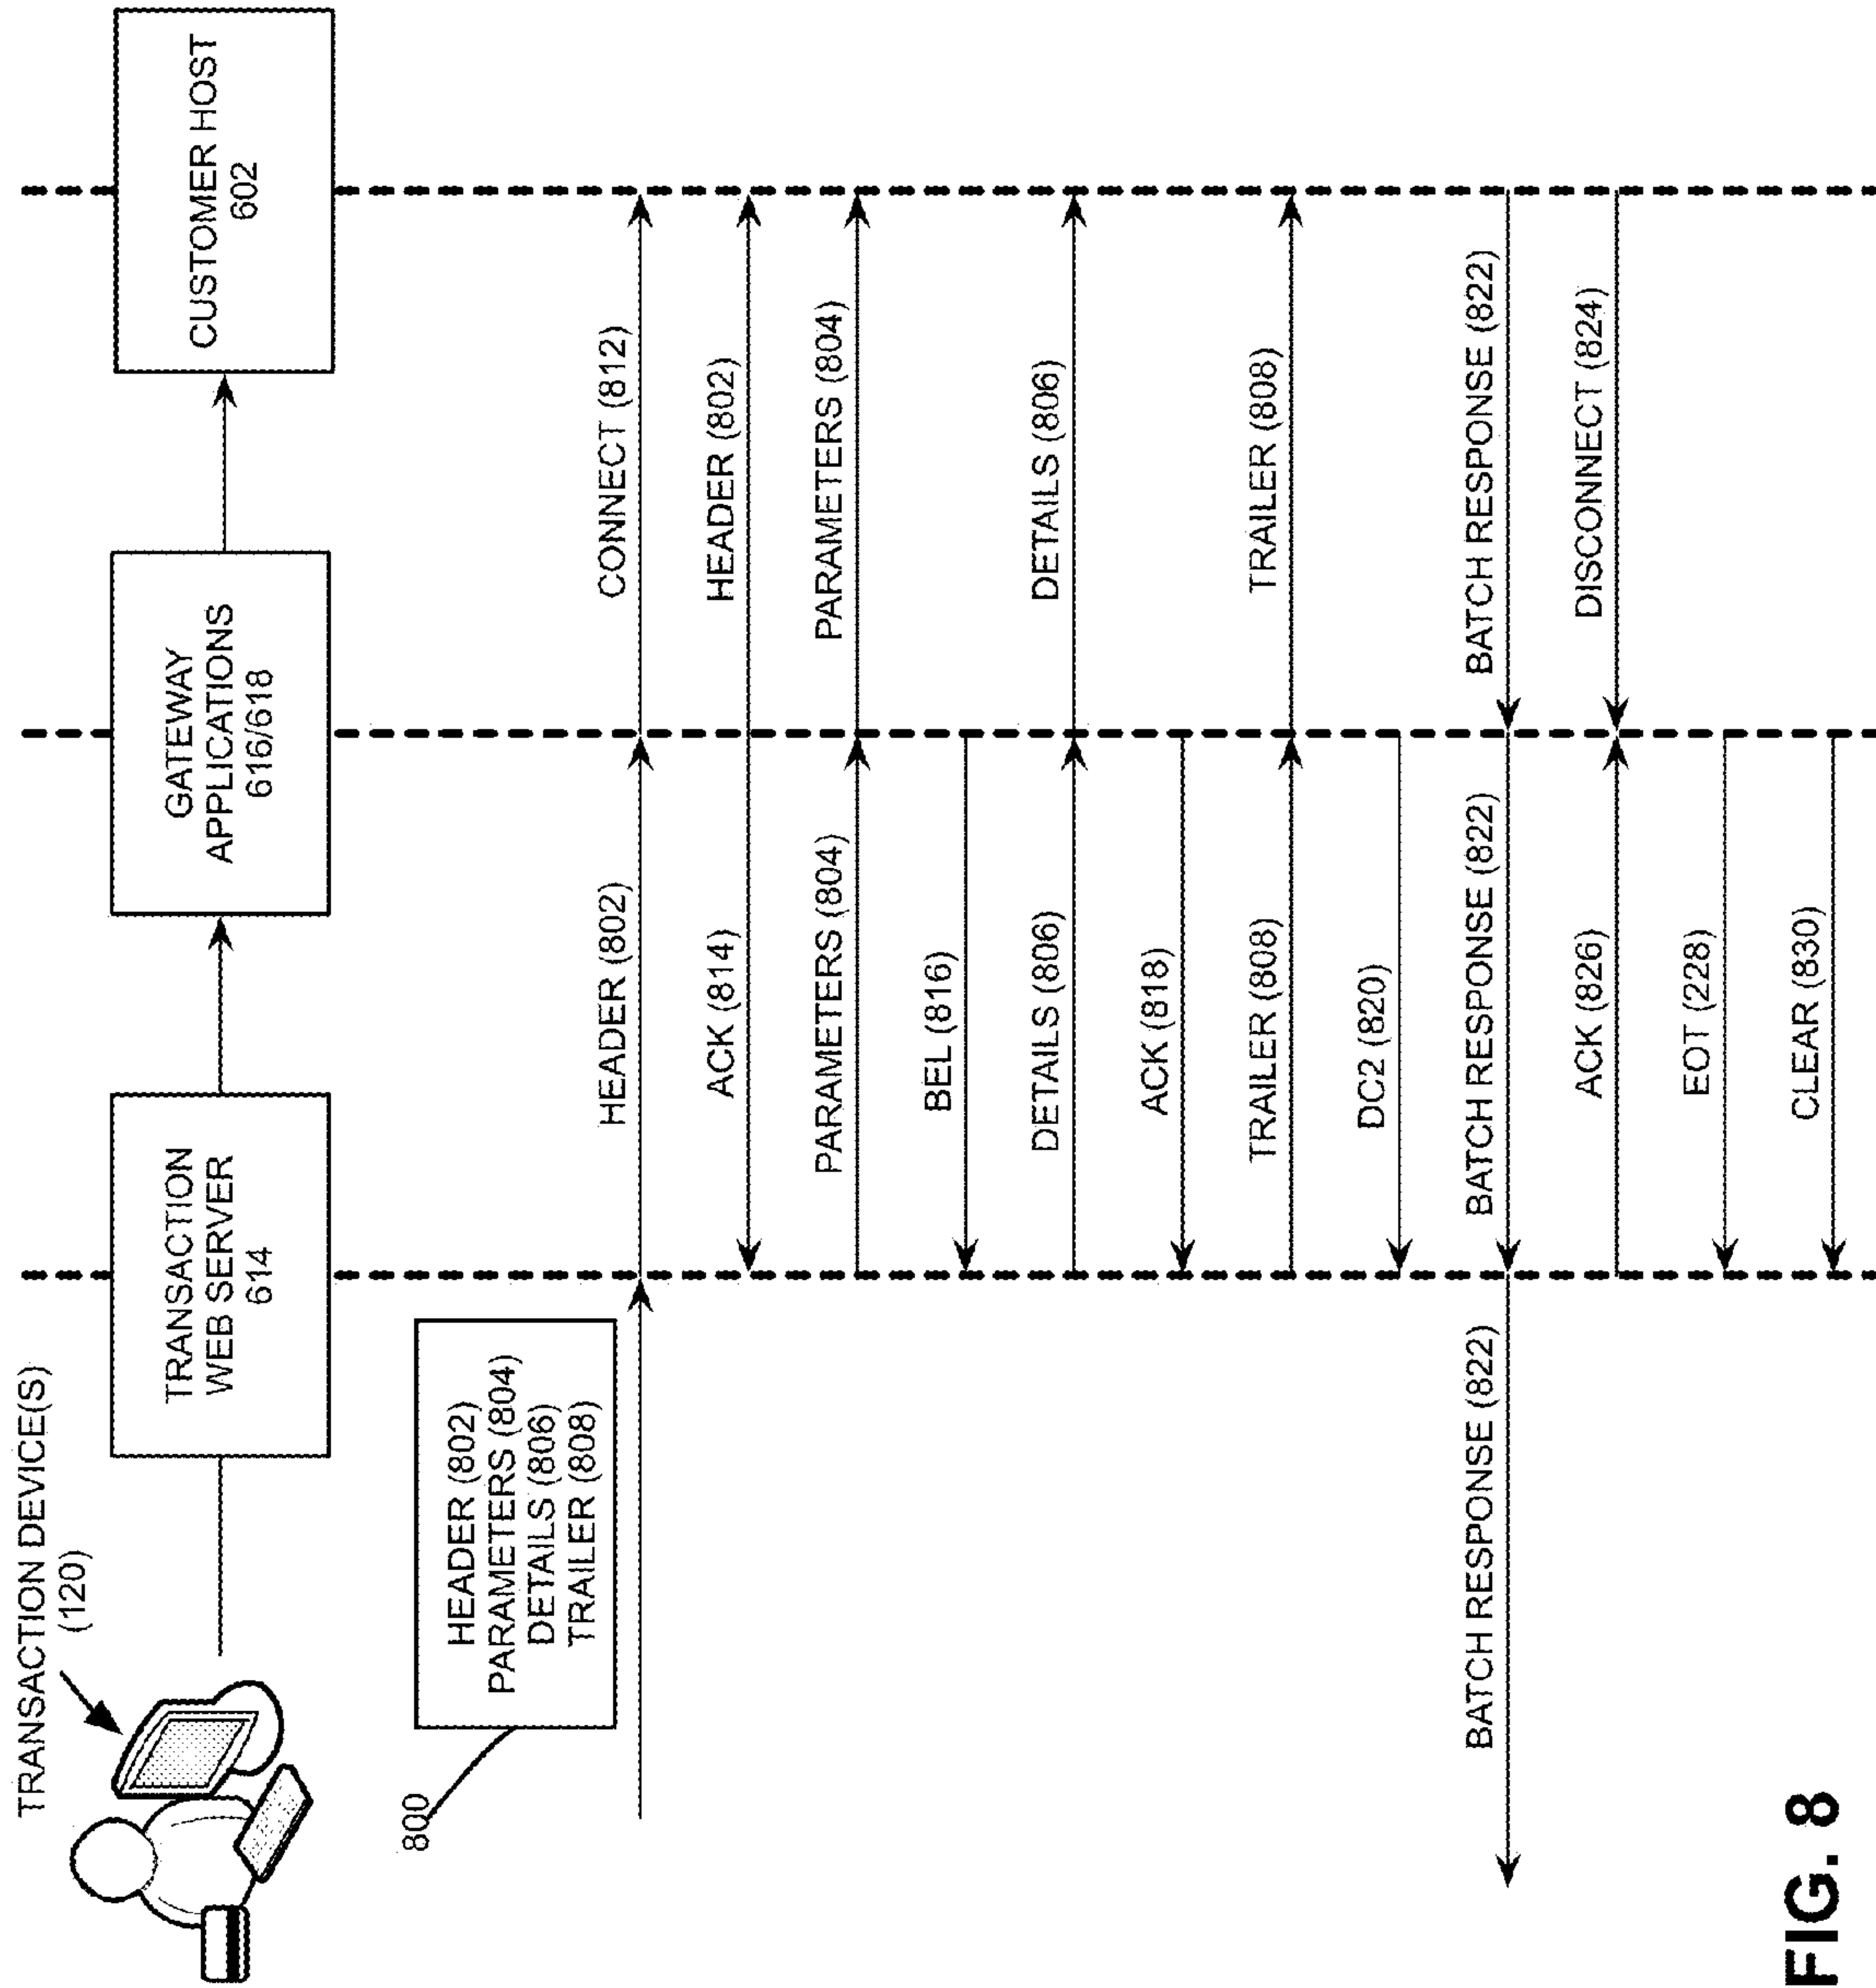 TRANSACTION DEVICE(S)
(120)
TRANSACTION
WEB SERVER
614
GATEWAY
APPLICATIONS
616/618
CUSTOMER HOST
602
800
HEADER (802)
PARAMETERS (804)
DETAILS (806)
TRAILER (808)
HEADER (802)
CONNECT (812)
ACK (814)
HEADER (802)
PARAMETERS (804)
PARAMETERS (804)
BEL (816)
DETAILS (806)
DETAILS (806)
ACK (818)
TRAILER (808)
TRAILER (808)
DC2 (820)
BATCH RESPONSE (822)
BATCH RESPONSE (822)
BATCH RESPONSE (822)
ACK (826)
DISCONNECT (824)
EOT (228)
CLEAR (830)
FIG. 8